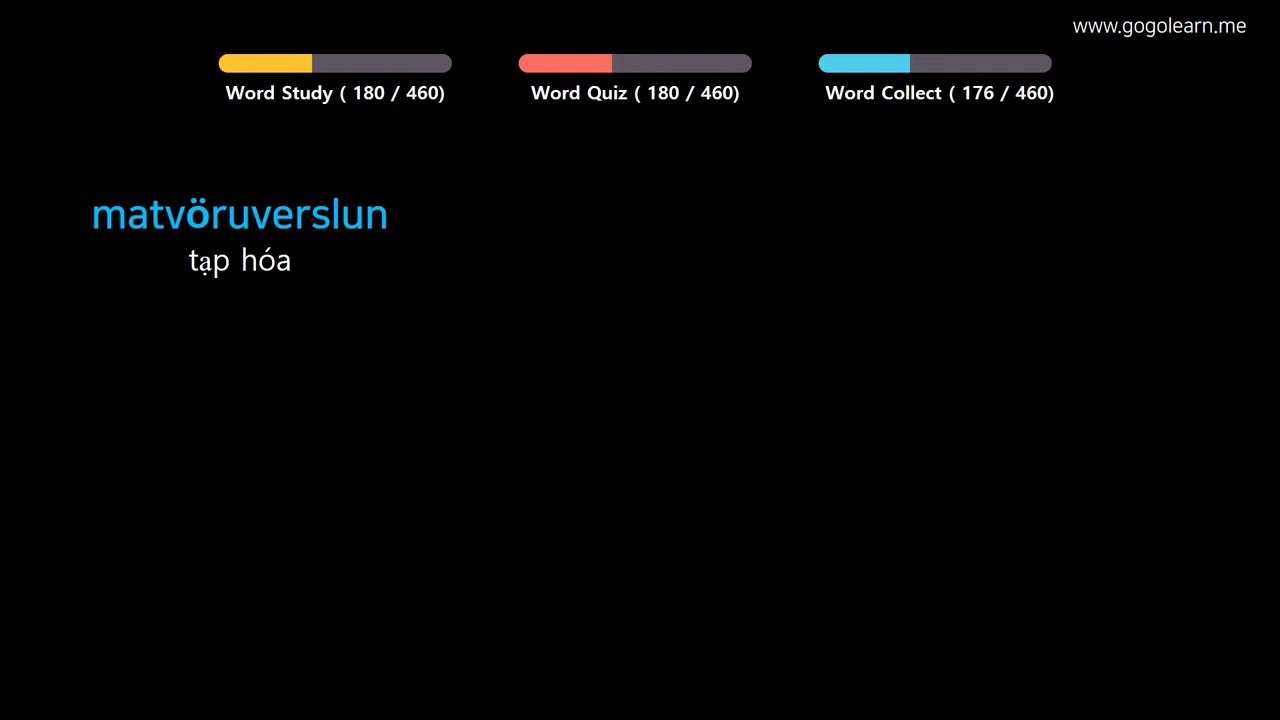 www.gogolearn.me
Word Study ( 180 / 460)
Word Quiz ( 180 / 460)
Word Collect ( 176 / 460)
matvöruverslun
tạp hóa